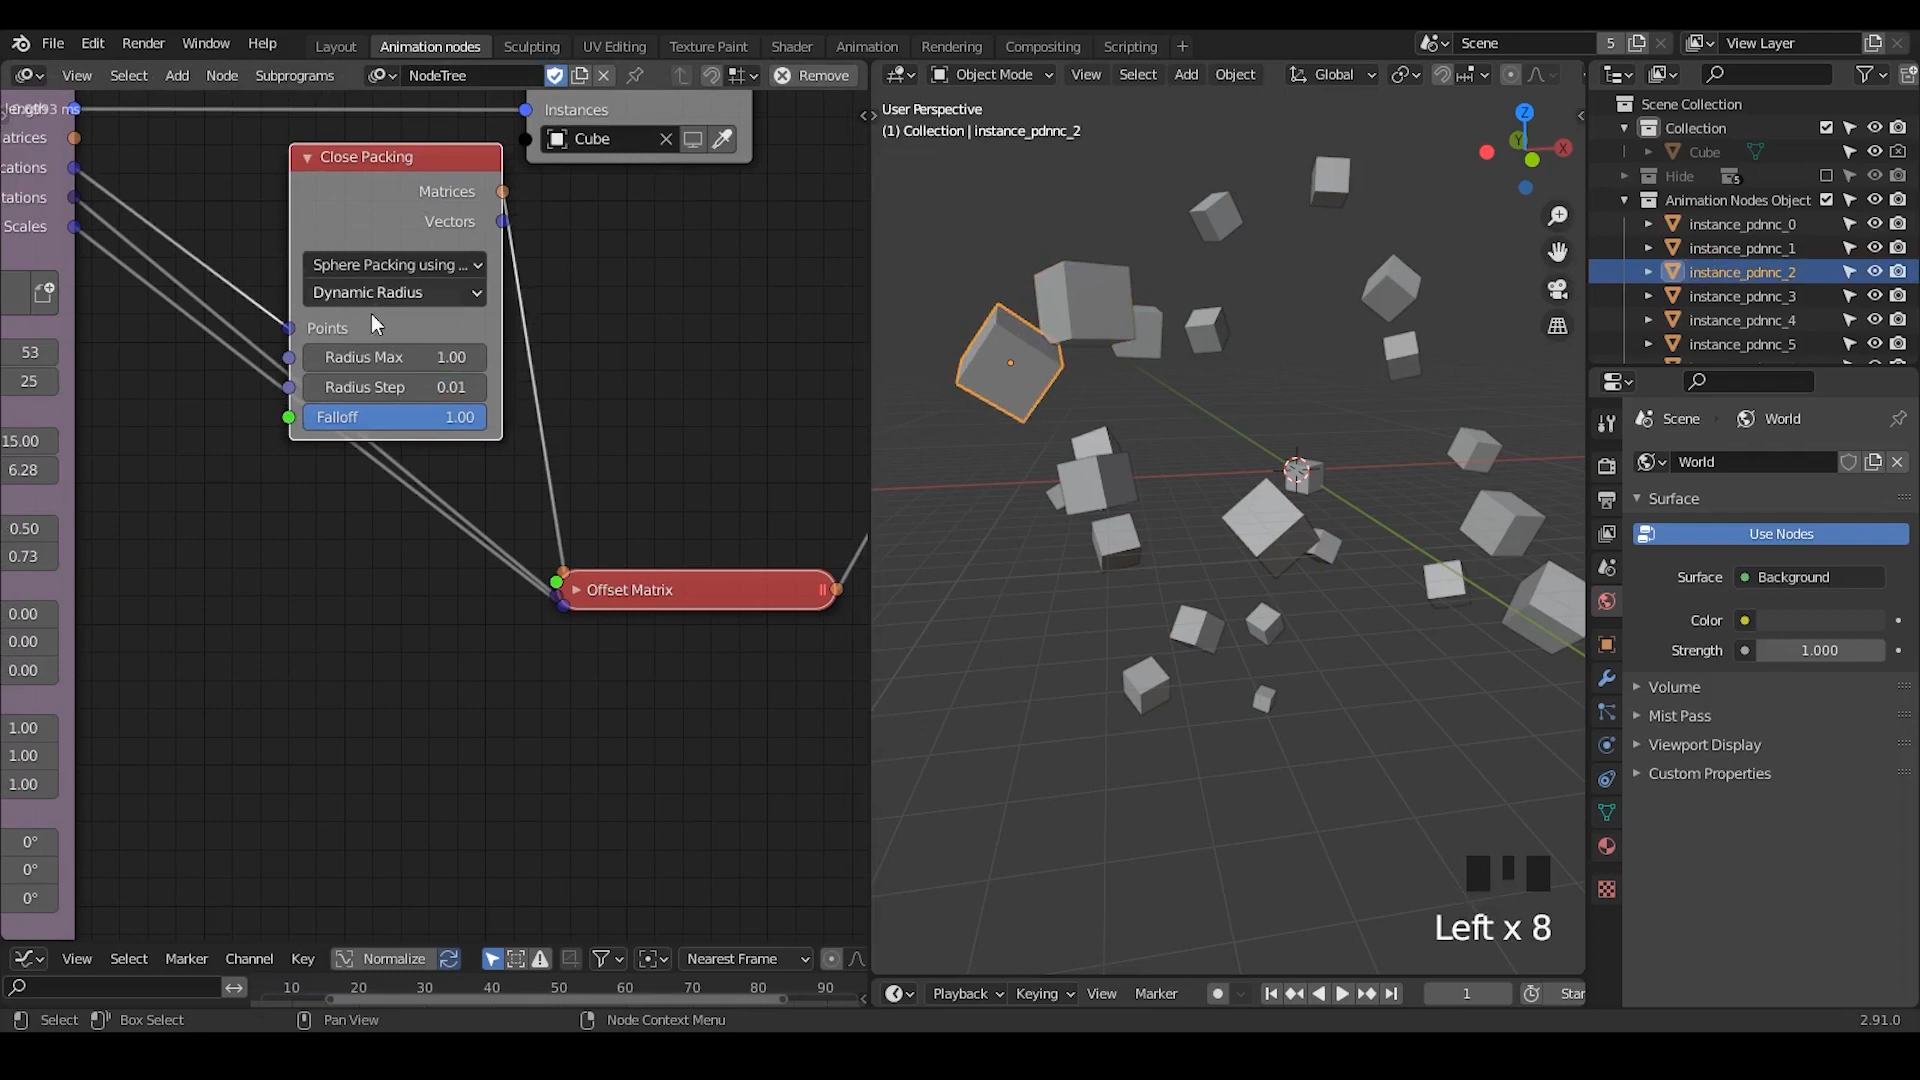 File Edit Render Window Help
Layout Animation nodes Sculpting UV Editing Texture Paint Shader Animation Rendering Compositing Scripting
Scene 5 View Layer
View Select Add Node Subprograms NodeTree Remove
Object Mode View Select Add Object Global
length
atrices
cations
tations
Scales
53
25
15.00
6.28
0.50
0.73
0.00
0.00
0.00
1.00
1.00
1.00
0°
0°
0°
Instances
Cube
Close Packing
Matrices
Vectors
Sphere Packing using ...
Dynamic Radius
Points
Radius Max 1.00
Radius Step 0.01
Falloff 1.00
Offset Matrix
User Perspective
(1) Collection | instance_pdnnc_2
Z
Y
X
Left x 8
Scene Collection
Collection
Cube
Hide 5
Animation Nodes Object
instance_pdnnc_0
instance_pdnnc_1
instance_pdnnc_2
instance_pdnnc_3
instance_pdnnc_4
instance_pdnnc_5
Scene World
World
Surface
Use Nodes
Surface Background
Color
Strength 1.000
Volume
Mist Pass
Viewport Display
Custom Properties
View Select Marker Channel Key Normalize Nearest Frame
10 20 30 40 50 60 70 80 90
Playback Keying View Marker 1 Star
Select Box Select Pan View Node Context Menu 2.91.0